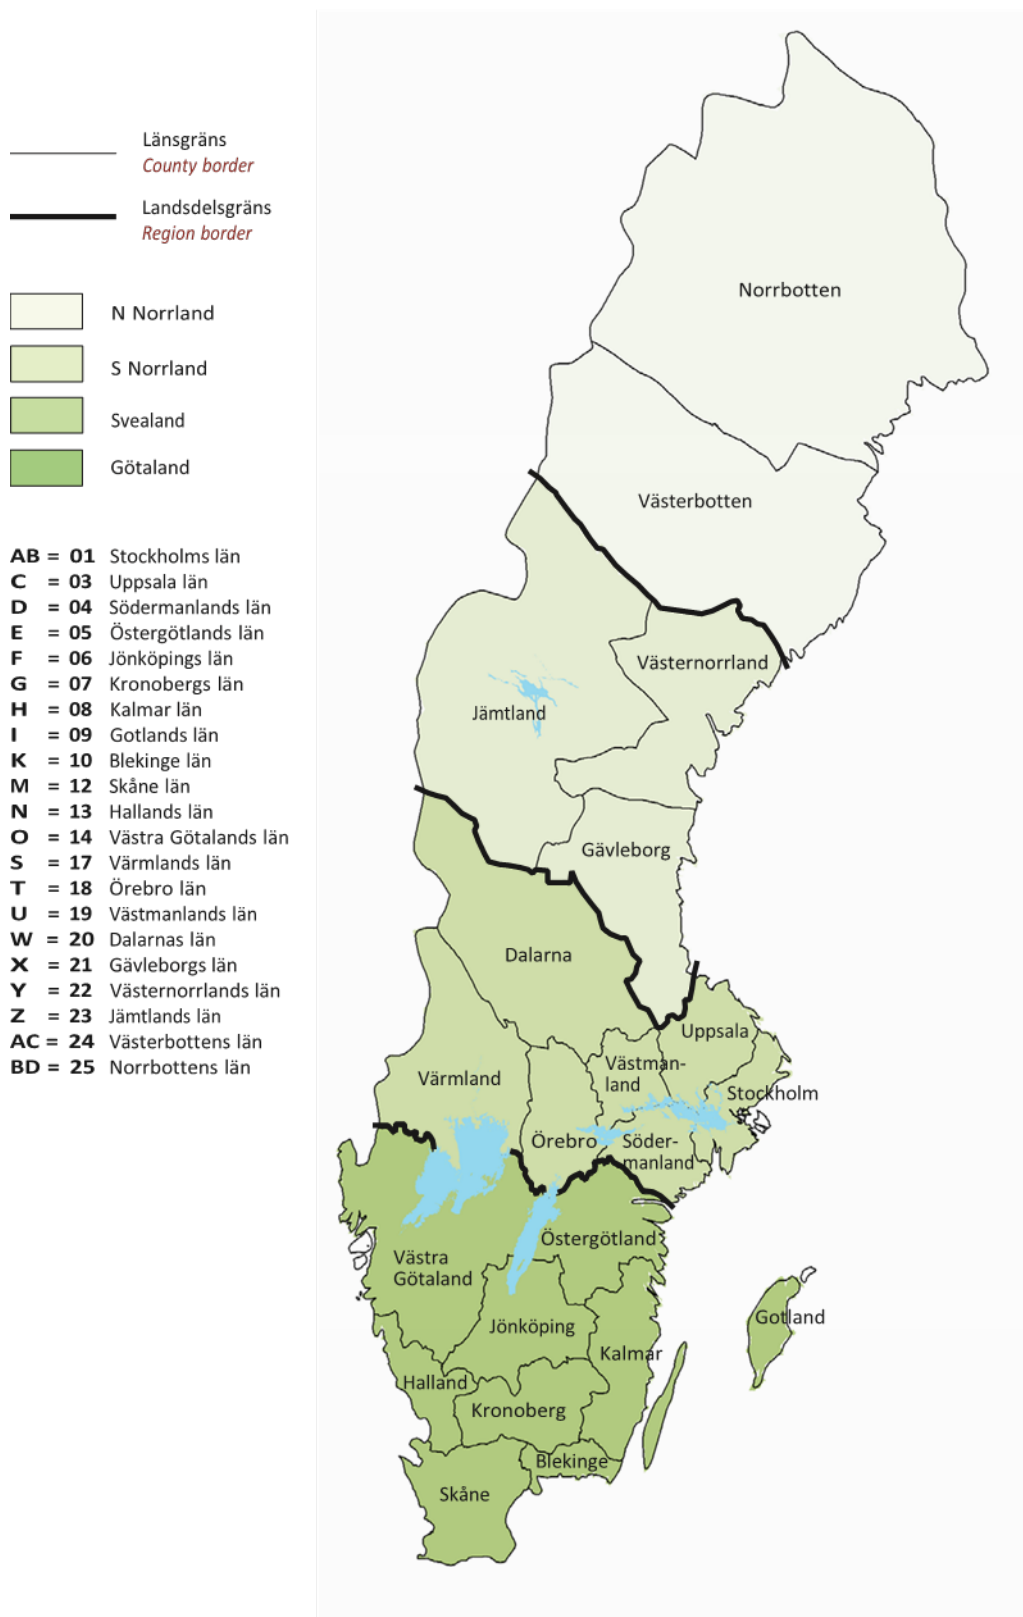 Länsgräns
County border
Landsdelsgräns
Region border
N Norrland
S Norrland
Svealand
Götaland
AB = 01 Stockholms län
C = 03 Uppsala län
D = 04 Södermanlands län
E = 05 Östergötlands län
F = 06 Jönköpings län
G = 07 Kronobergs län
H = 08 Kalmar län
I = 09 Gotlands län
K = 10 Blekinge län
M = 12 Skåne län
N = 13 Hallands län
O = 14 Västra Götalands län
S = 17 Värmlands län
T = 18 Örebro län
U = 19 Västmanlands län
W = 20 Dalarnas län
X = 21 Gävleborgs län
Y = 22 Västernorrlands län
Z = 23 Jämtlands län
AC = 24 Västerbottens län
BD = 25 Norrbottens län
Norrbotten
Västerbotten
Västernorrland
Jämtland
Gävleborg
Dalarna
Uppsala
Västman-
land
Värmland
Stockholm
Örebro
Söder-
manland
Östergötland
Västra
Götaland
Gotland
Jönköping
Kalmar
Halland
Kronoberg
Blekinge
Skåne